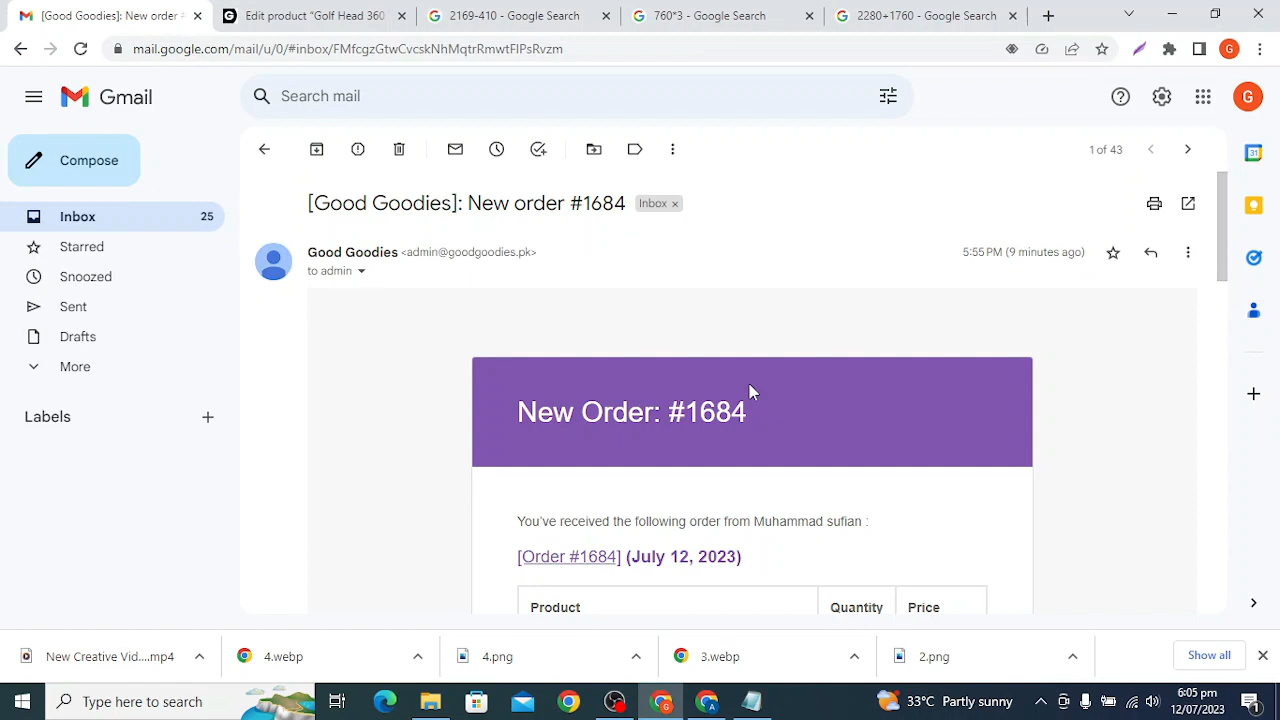 [Good Goodies]: New order #
Edit product "Golf Head 360
2169-410 - Google Search
760*3 - Google Search
2280+1760 - Google Search
mail.google.com/mail/u/0/#inbox/FMfcgzGtwCvcskNhMqtrRmwtFlPsRvzm
G
Gmail
Search mail
G
Compose
1 of 43
31
Inbox
25
[Good Goodies]: New order #1684
Inbox ×
Starred
Good Goodies <admin@goodgoodies.pk>
5:55 PM (9 minutes ago)
to admin
Snoozed
Sent
Drafts
More
New Order: #1684
Labels
You've received the following order from Muhammad sufian :
[Order #1684] (July 12, 2023)
Product
Quantity
Price
New Creative Vid....mp4
4.webp
4.png
3.webp
2.png
Show all
Type here to search
G
A
33°C Partly sunny
6:05 pm
12/07/2023
1